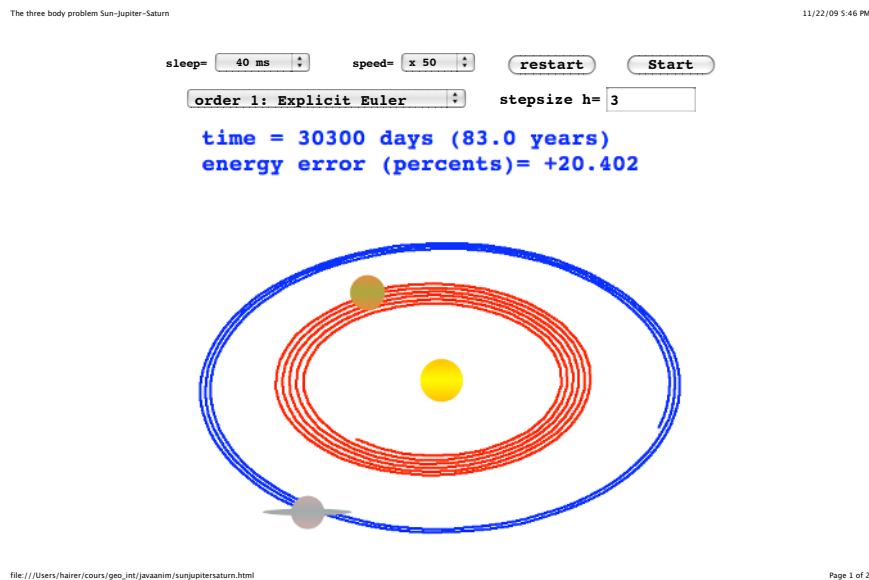 The three body problem Sun-Jupiter-Saturn 11/22/09 5:46 PM
sleep= 40 ms speed= x 50 restart Start
order 1: Explicit Euler stepsize h= 3
time = 30300 days (83.0 years)
energy error (percents)= +20.402
file:///Users/hairer/cours/geo_int/javaanim/sunjupitersaturn.html Page 1 of 2